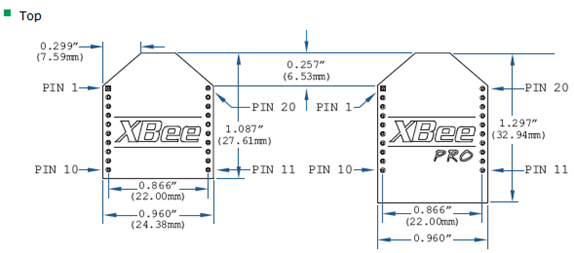 Top
0.299″
(7.59mm)
0.257″
(6.53mm)
PIN 1
PIN 20
PIN 1
PIN 20
XBee
1.087″
(27.61mm)
XBee
PRO
1.297″
(32.94mm)
PIN 10
PIN 11
PIN 10
PIN 11
0.866″
(22.00mm)
0.866″
(22.00mm)
0.960″
(24.38mm)
0.960″